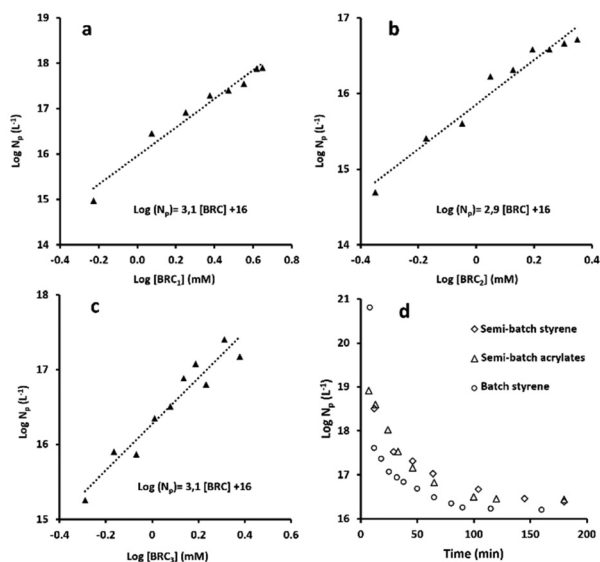 a
19
18
17
16
15
14
Log Nₚ (L⁻¹)
Log (Nₚ)= 3,1 [BRC] +16
-0.4 -0.2 0 0.2 0.4 0.6 0.8
Log [BRC₁] (mM)
b
17
16
15
14
Log Nₚ (L⁻¹)
Log (Nₚ)= 2,9 [BRC] +16
-0.4 -0.2 0 0.2 0.4
Log [BRC₂] (mM)
c
18
17
16
15
Log Nₚ (L⁻¹)
Log (Nₚ)= 3,1 [BRC] +16
-0.4 -0.2 0 0.2 0.4 0.6
Log [BRC₃] (mM)
d
21
20
19
18
17
16
Log Nₚ (L⁻¹)
Semi-batch styrene
Semi-batch acrylates
Batch styrene
0 50 100 150 200
Time (min)